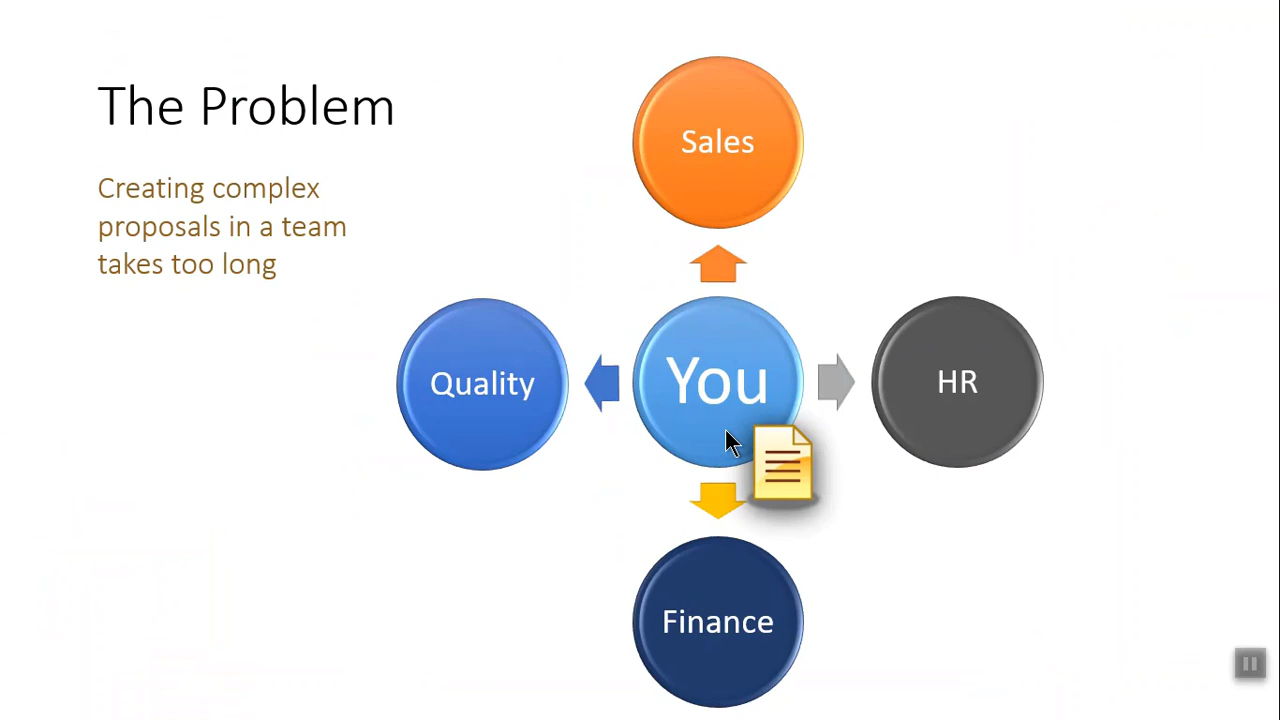 The Problem
Creating complex
proposals in a team
takes too long
Sales
Quality
You
HR
Finance